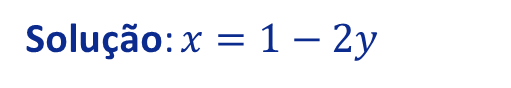 Solução: x = 1 − 2y